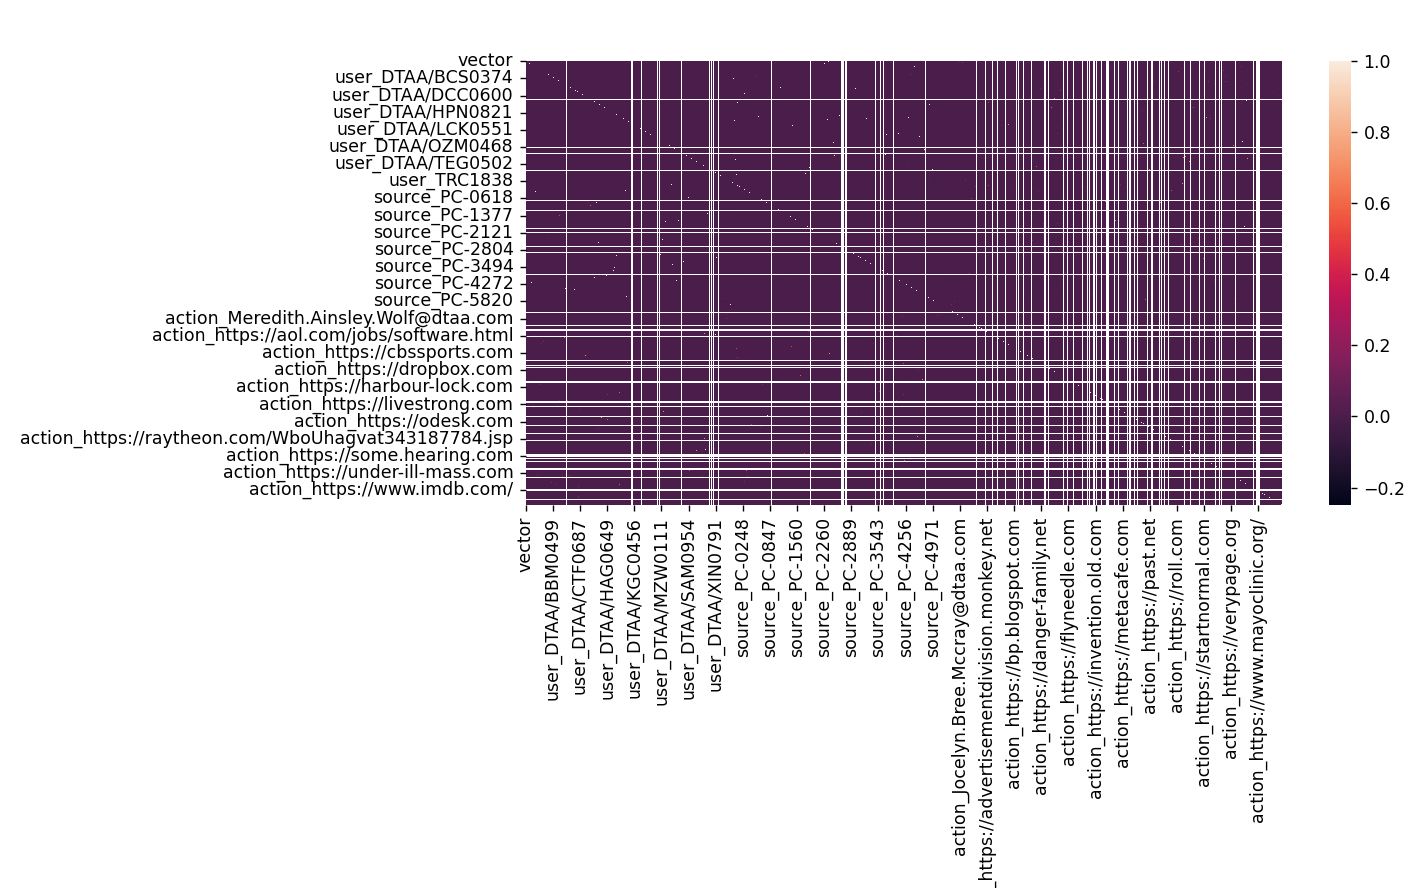 vector
user_DTAA/BCS0374
user_DTAA/DCC0600
user_DTAA/HPN0821
user_DTAA/LCK0551
user_DTAA/OZM0468
user_DTAA/TEG0502
user_TRC1838
source_PC-0618
source_PC-1377
source_PC-2121
source_PC-2804
source_PC-3494
source_PC-4272
source_PC-5820
action_Meredith.Ainsley.Wolf@dtaa.com
action_https://aol.com/jobs/software.html
action_https://cbssports.com
action_https://dropbox.com
action_https://harbour-lock.com
action_https://livestrong.com
action_https://odesk.com
action_https://raytheon.com/WboUhagvat343187784.jsp
action_https://some.hearing.com
action_https://under-ill-mass.com
action_https://www.imdb.com/
vector
user_DTAA/BBM0499
user_DTAA/CTF0687
user_DTAA/HAG0649
user_DTAA/KGC0456
user_DTAA/MZW0111
user_DTAA/SAM0954
user_DTAA/XIN0791
source_PC-0248
source_PC-0847
source_PC-1560
source_PC-2260
source_PC-2889
source_PC-3543
source_PC-4256
source_PC-4971
action_Jocelyn.Bree.Mccray@dtaa.com
_https://advertisementdivision.monkey.net
action_https://bp.blogspot.com
action_https://danger-family.net
action_https://flyneedle.com
action_https://invention.old.com
action_https://metacafe.com
action_https://past.net
action_https://roll.com
action_https://startnormal.com
action_https://verypage.org
action_https://www.mayoclinic.org/
1.0
0.8
0.6
0.4
0.2
0.0
−0.2